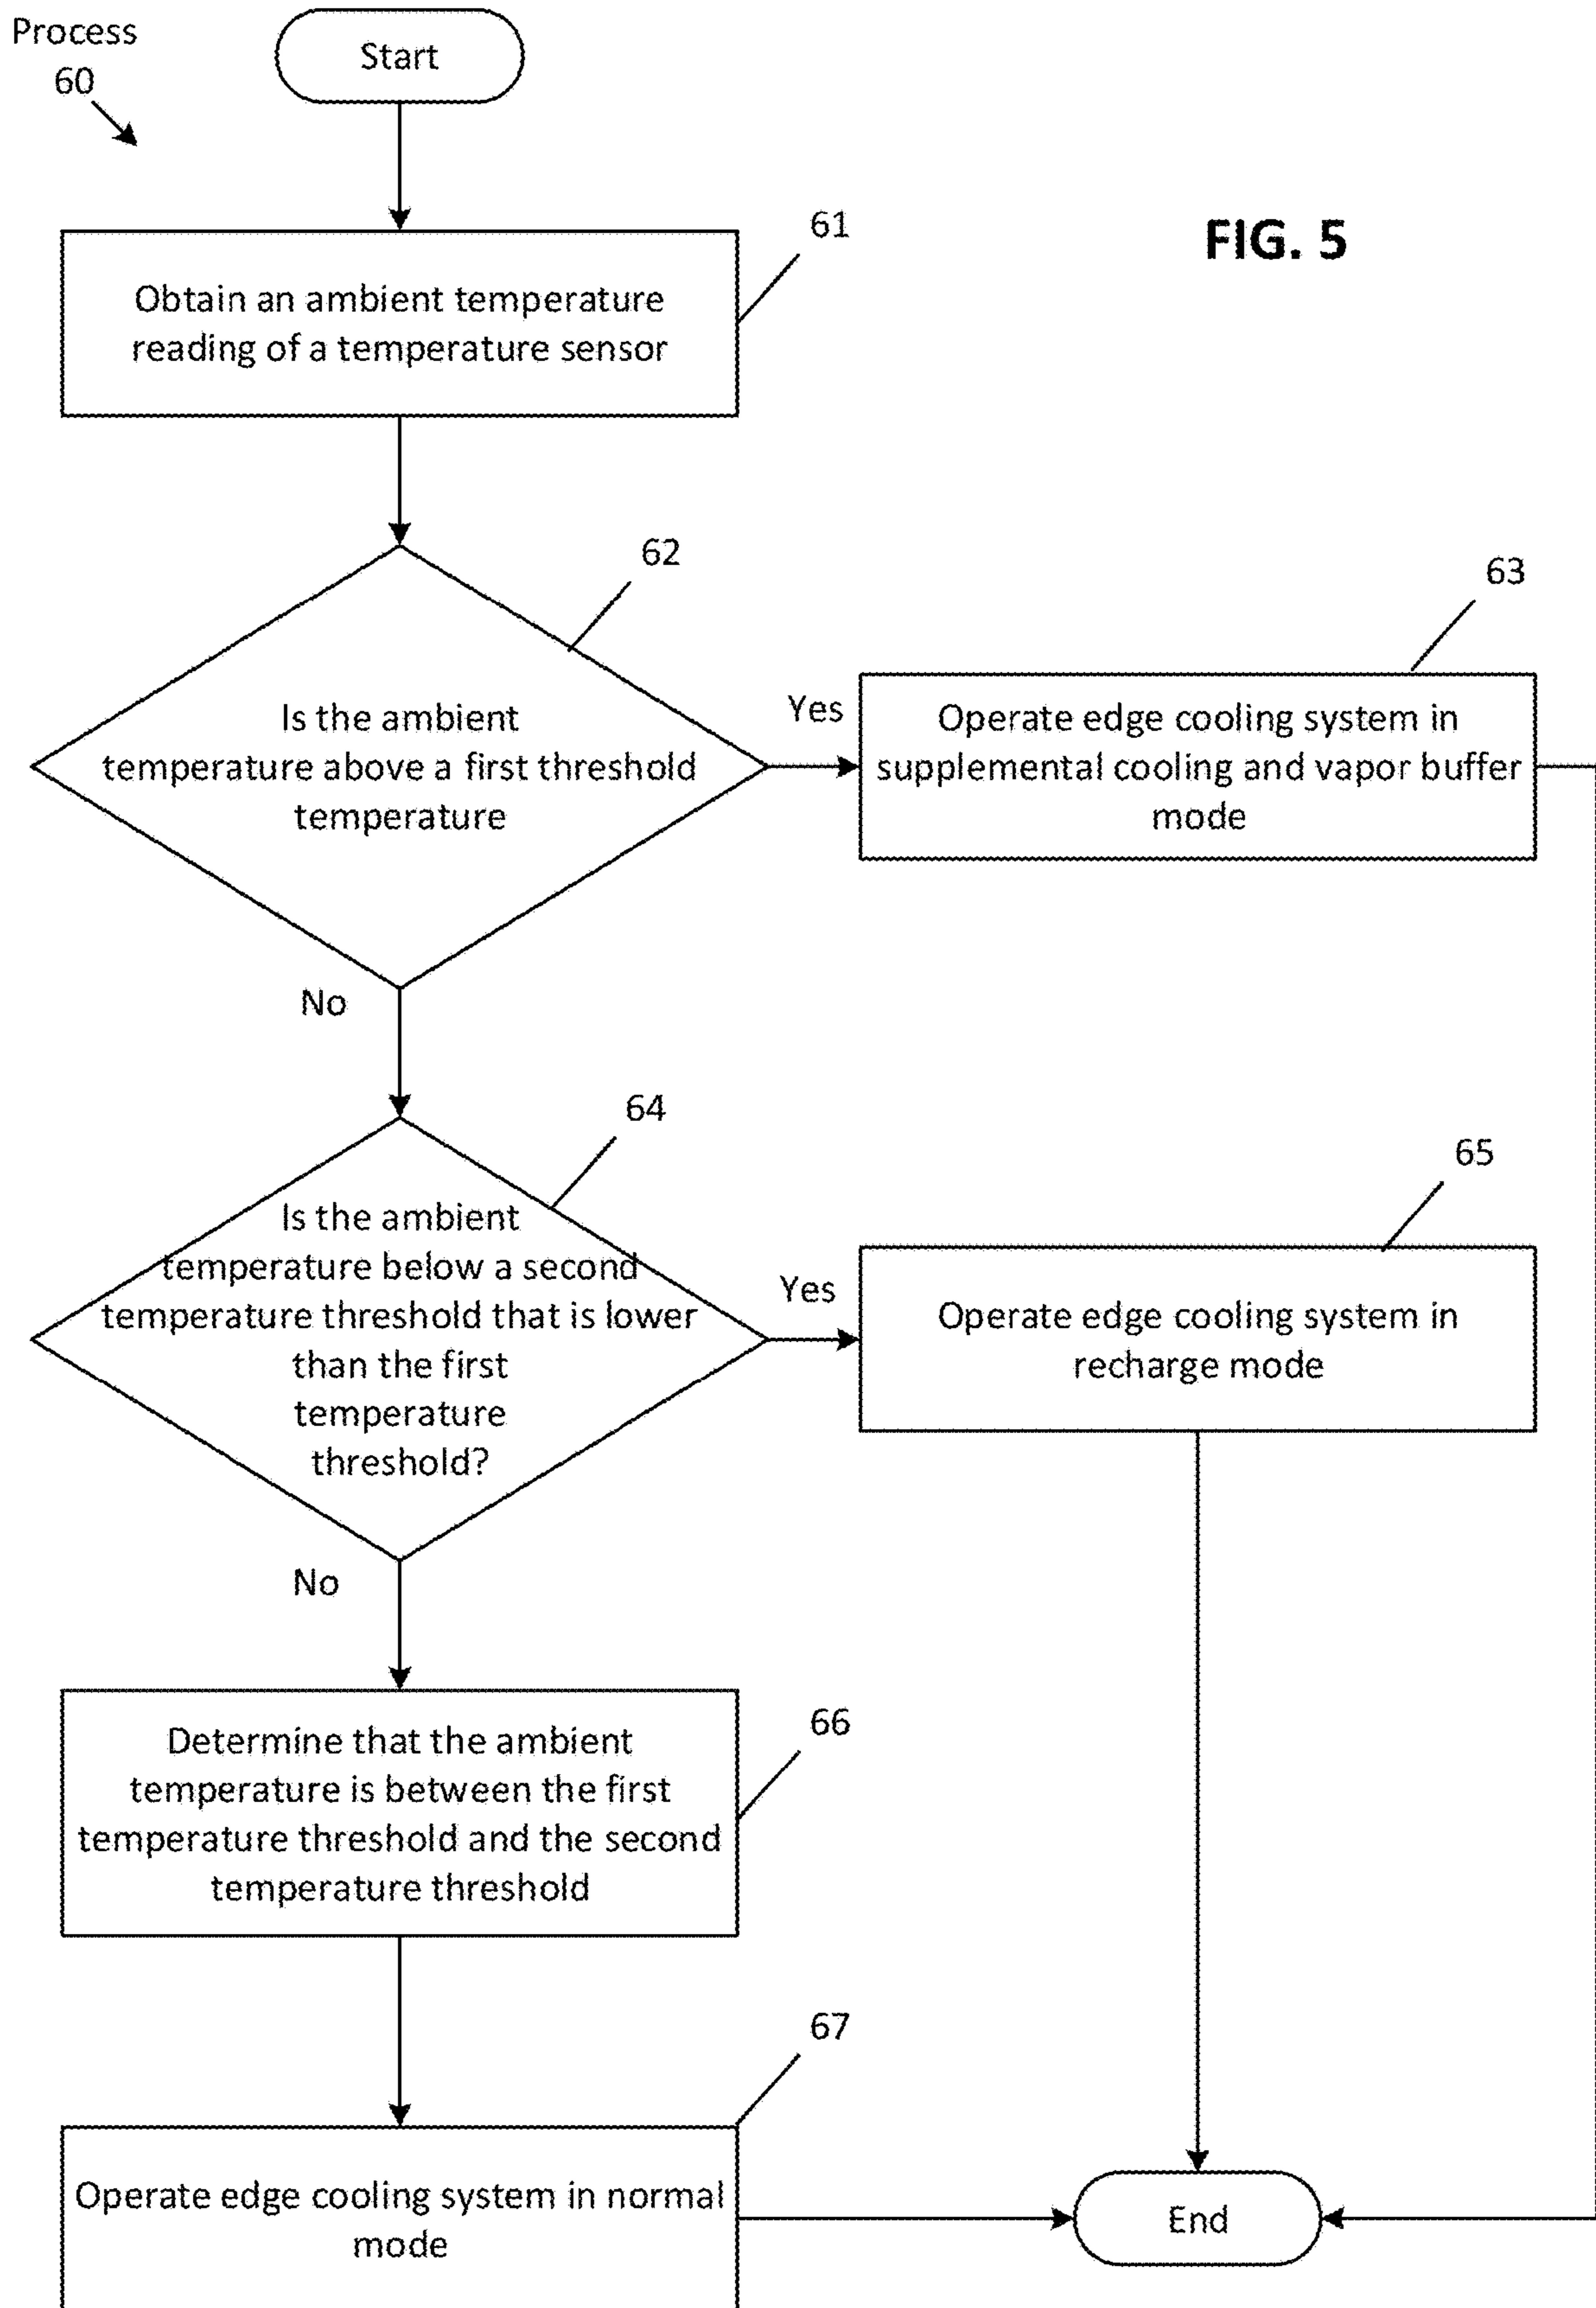 Process
60
Start
FIG. 5
61
Obtain an ambient temperature
reading of a temperature sensor
62
Is the ambient
temperature above a first threshold
temperature
Yes
63
Operate edge cooling system in
supplemental cooling and vapor buffer
mode
No
64
Is the ambient
temperature below a second
temperature threshold that is lower
than the first
temperature
threshold?
Yes
65
Operate edge cooling system in
recharge mode
No
66
Determine that the ambient
temperature is between the first
temperature threshold and the second
temperature threshold
67
Operate edge cooling system in normal
mode
End